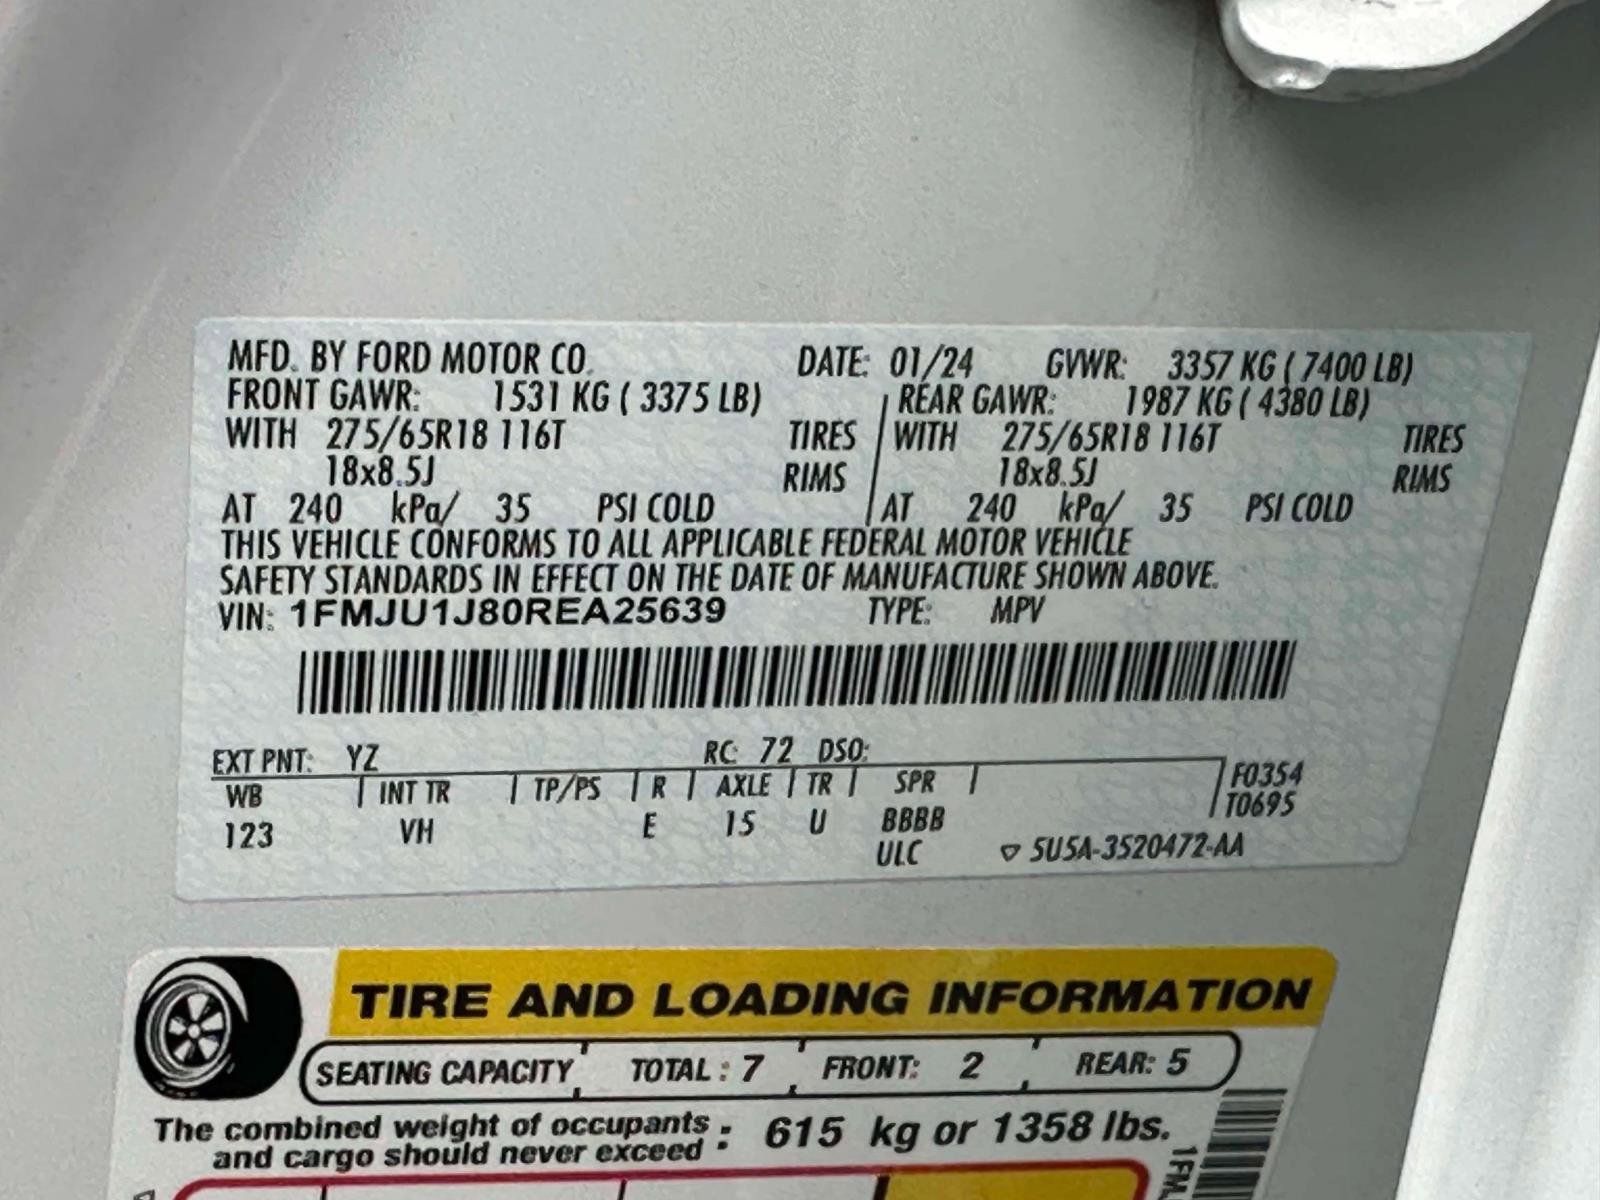 MFD. BY FORD MOTOR CO. DATE: 01/24 GVWR: 3357 KG ( 7400 LB)
FRONT GAWR: 1531 KG ( 3375 LB) REAR GAWR: 1987 KG ( 4380 LB)
WITH 275/65R18 116T TIRES WITH 275/65R18 116T TIRES
18x8.5J RIMS 18x8.5J RIMS
AT 240 kPa/ 35 PSI COLD AT 240 kPa/ 35 PSI COLD
THIS VEHICLE CONFORMS TO ALL APPLICABLE FEDERAL MOTOR VEHICLE
SAFETY STANDARDS IN EFFECT ON THE DATE OF MANUFACTURE SHOWN ABOVE.
VIN: 1FMJU1J80REA25639 TYPE: MPV
EXT PNT: YZ RC: 72 DSO:
WB INT TR TP/PS R AXLE TR SPR F0354
T0695
123 VH E 15 U BBBB
ULC 5U5A-3520472-AA
TIRE AND LOADING INFORMATION
SEATING CAPACITY TOTAL : 7 FRONT: 2 REAR: 5
The combined weight of occupants
and cargo should never exceed : 615 kg or 1358 lbs.
1FM